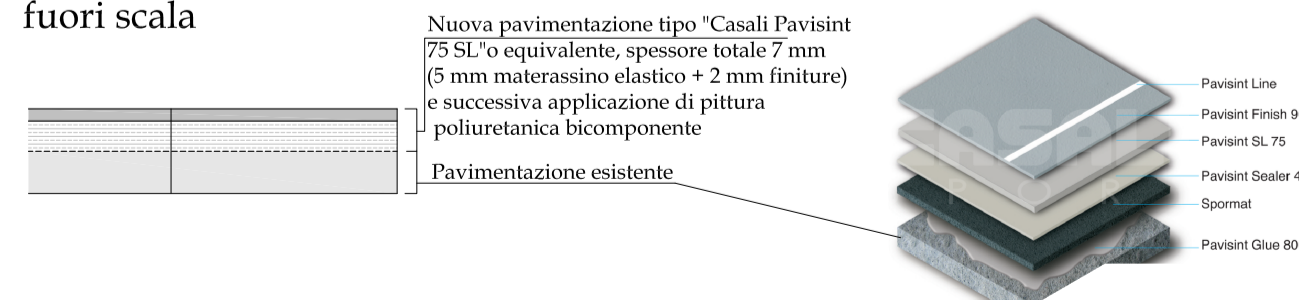 fuori scala
Nuova pavimentazione tipo "Casali Pavisint
75 SL"o equivalente, spessore totale 7 mm
(5 mm materassino elastico + 2 mm finiture)
e successiva applicazione di pittura
poliuretanica bicomponente
Pavimentazione esistente
Pavisint Line
Pavisint Finish 9
Pavisint SL 75
Pavisint Sealer 4
Spormat
Pavisint Glue 80